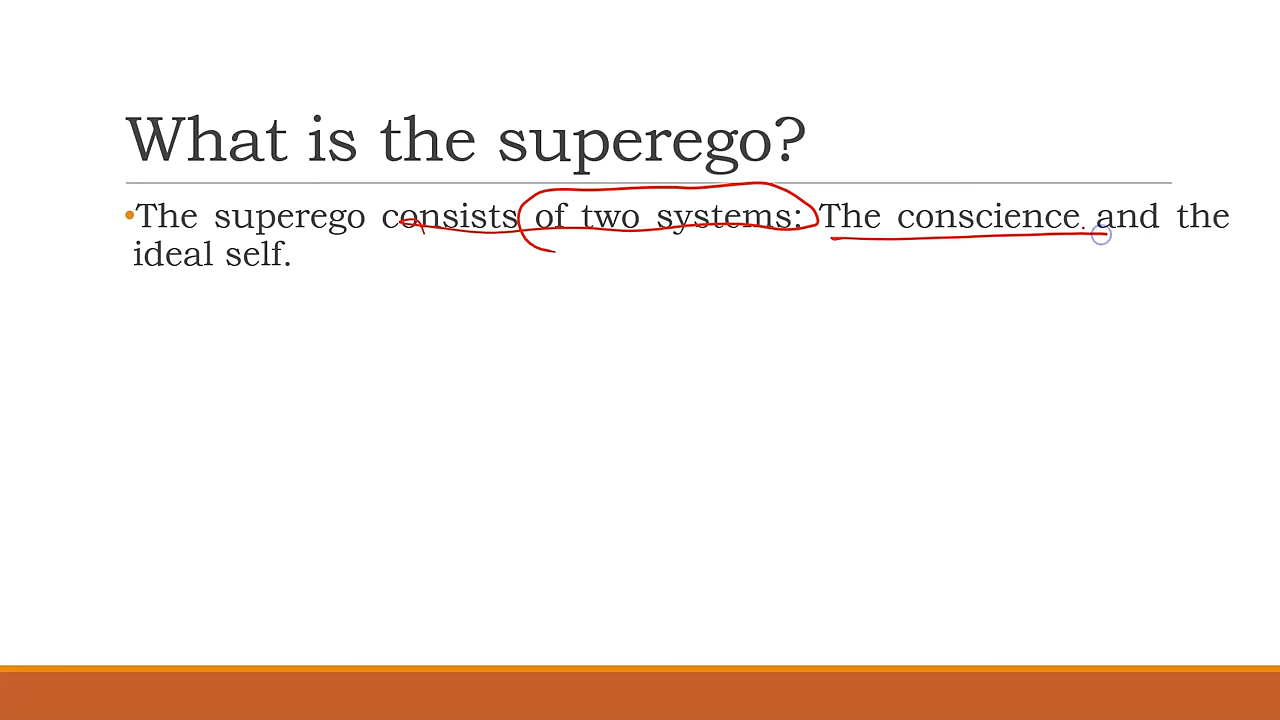 What is the superego?
•The superego consists of two systems: The conscience and the
ideal self.